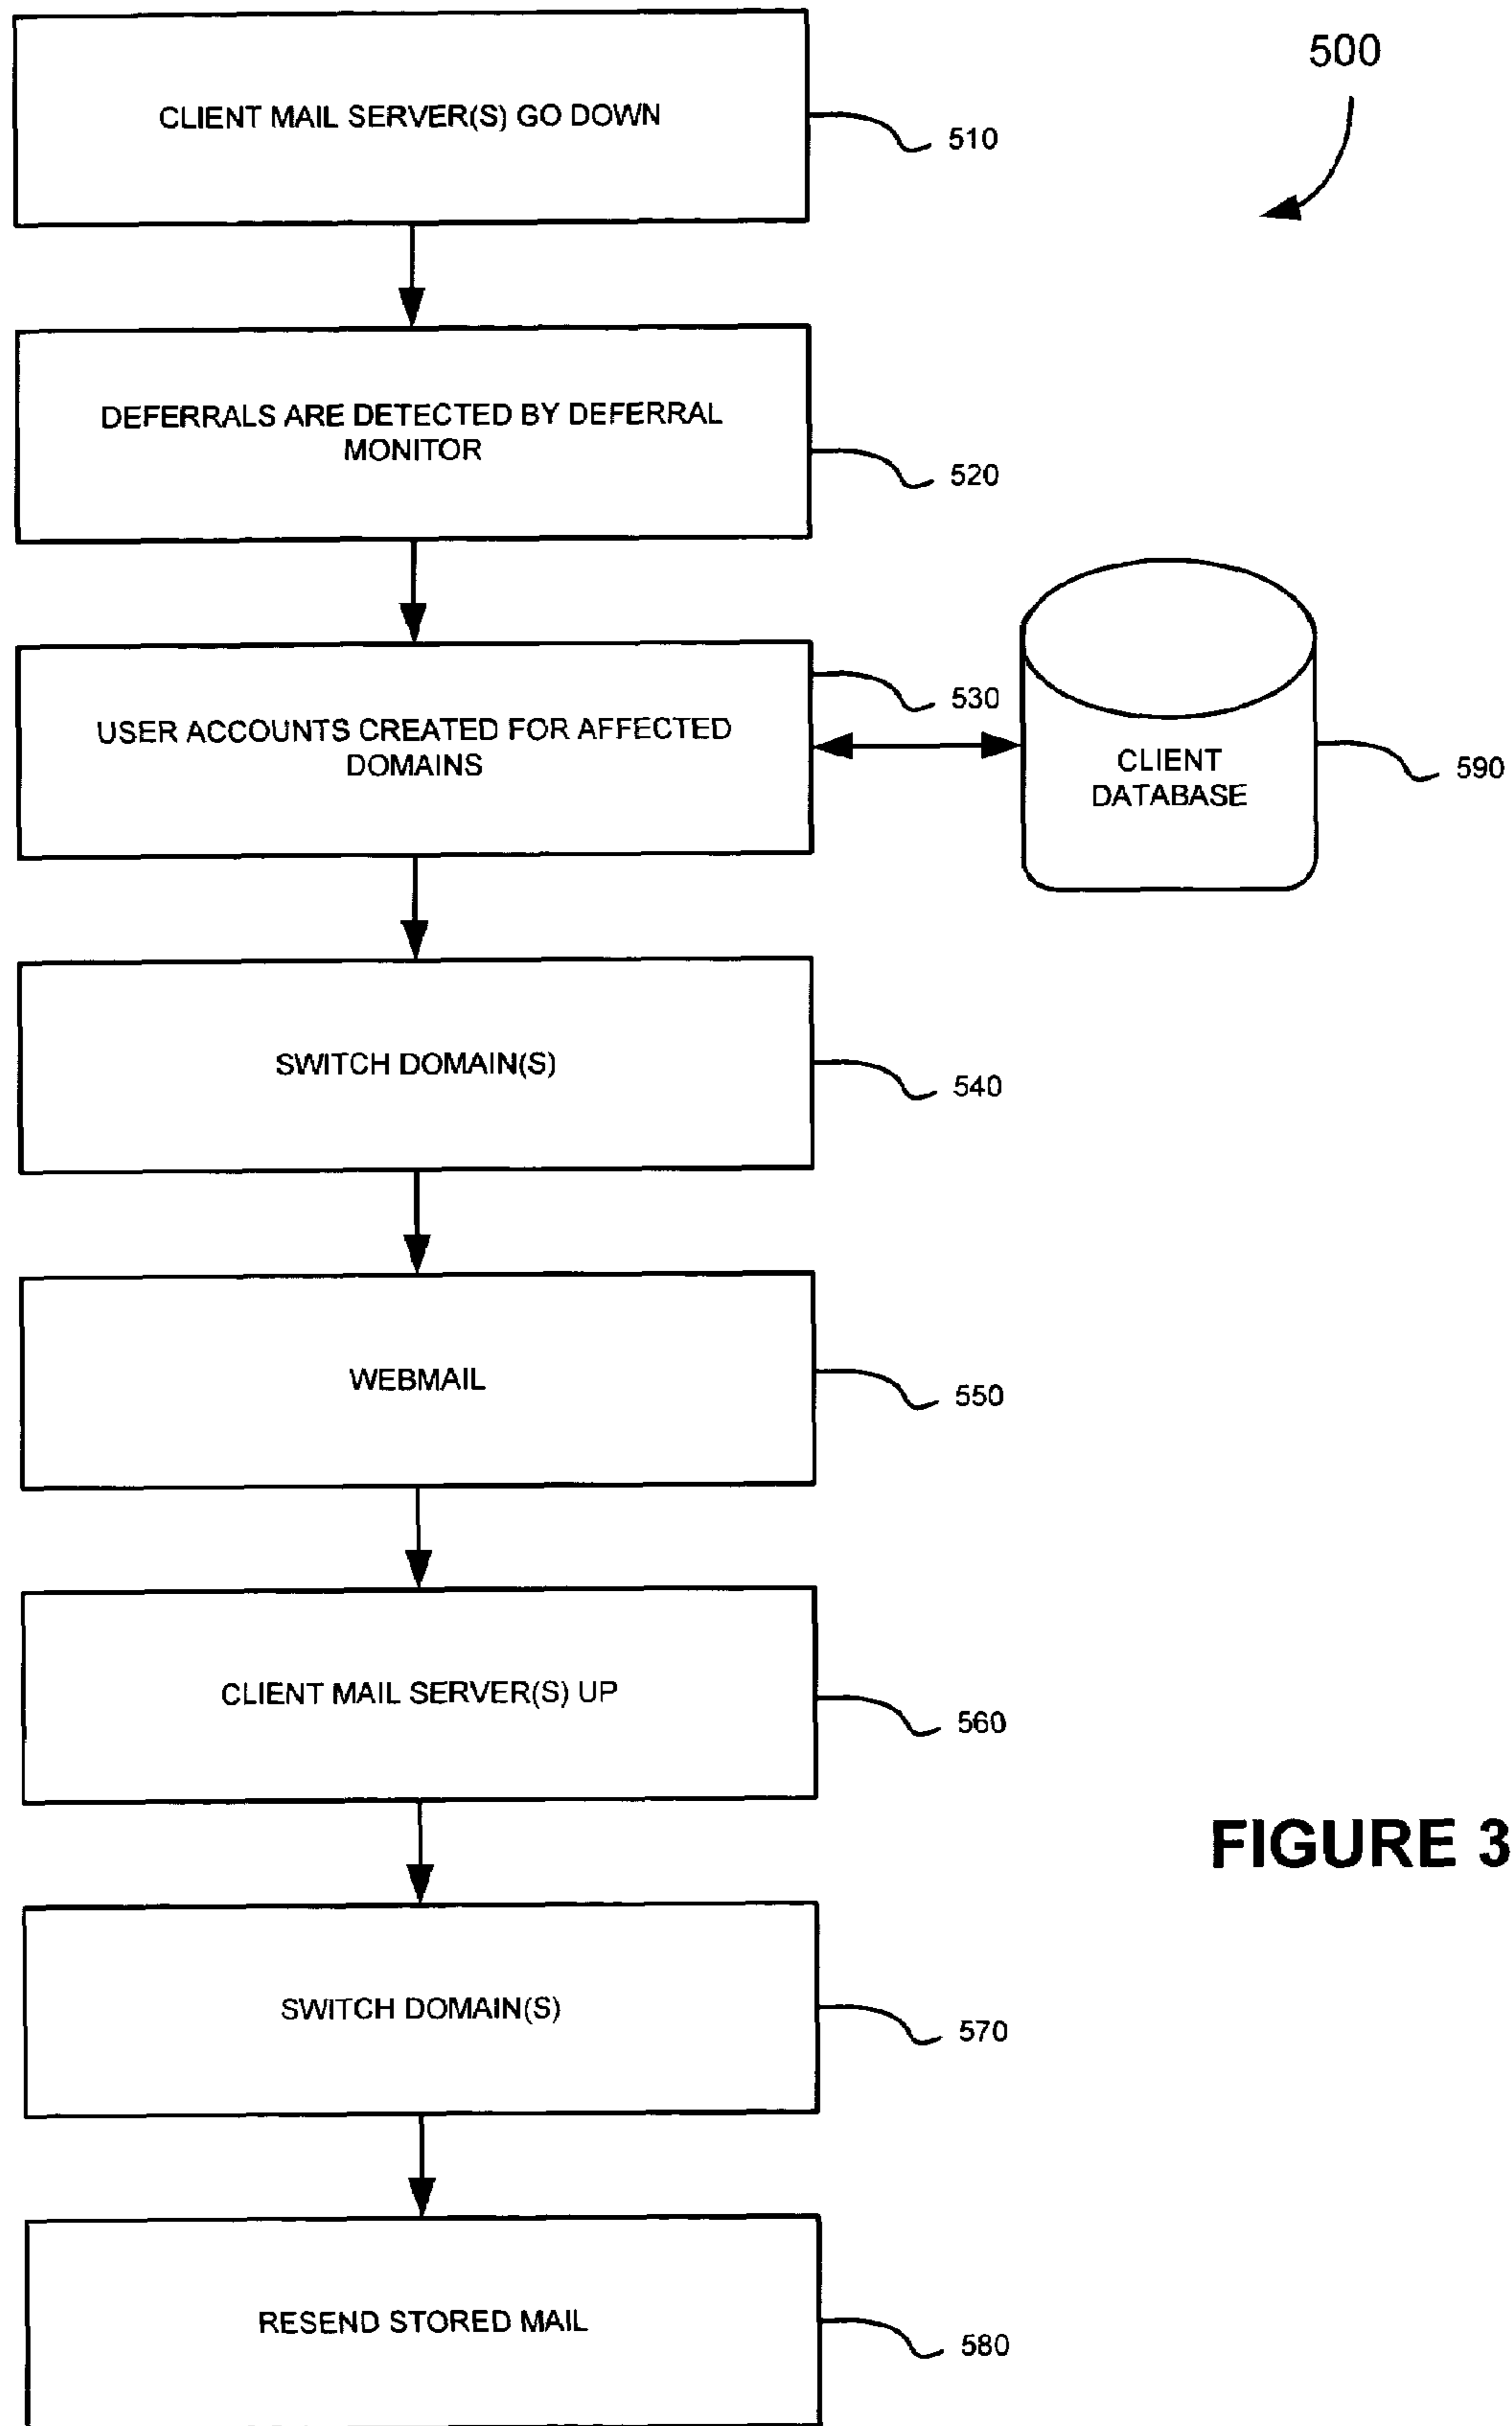 500
CLIENT MAIL SERVER(S) GO DOWN
510
DEFERRALS ARE DETECTED BY DEFERRAL
MONITOR
520
USER ACCOUNTS CREATED FOR AFFECTED
DOMAINS
530
CLIENT
DATABASE
590
SWITCH DOMAIN(S)
540
WEBMAIL
550
CLIENT MAIL SERVER(S) UP
560
FIGURE 3
SWITCH DOMAIN(S)
570
RESEND STORED MAIL
580